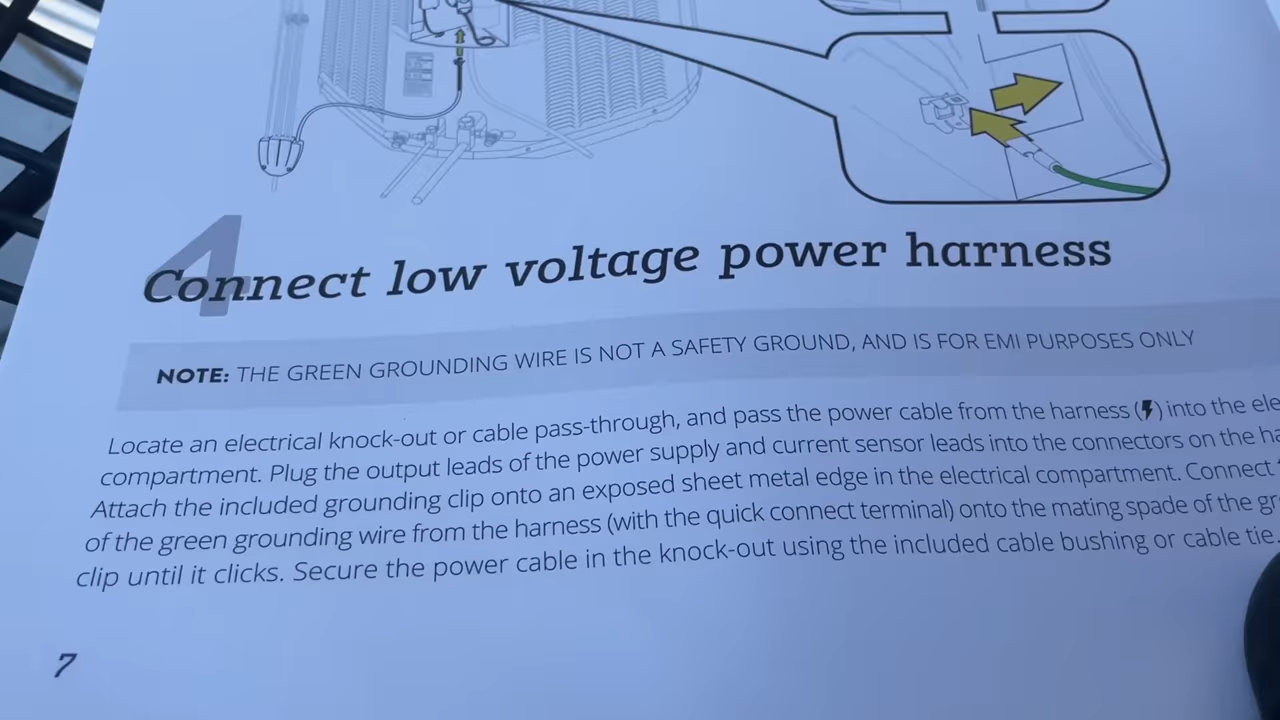 4
Connect low voltage power harness
NOTE: THE GREEN GROUNDING WIRE IS NOT A SAFETY GROUND, AND IS FOR EMI PURPOSES ONLY
Locate an electrical knock-out or cable pass-through, and pass the power cable from the harness (⚡) into the ele
compartment. Plug the output leads of the power supply and current sensor leads into the connectors on the ha
Attach the included grounding clip onto an exposed sheet metal edge in the electrical compartment. Connect
of the green grounding wire from the harness (with the quick connect terminal) onto the mating spade of the gr
clip until it clicks. Secure the power cable in the knock-out using the included cable bushing or cable tie.
7